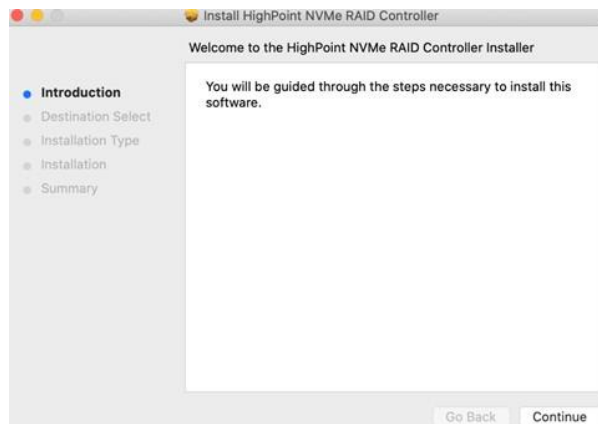 Install HighPoint NVMe RAID Controller
Welcome to the HighPoint NVMe RAID Controller Installer
Introduction
Destination Select
Installation Type
Installation
Summary
You will be guided through the steps necessary to install this
software.
Go Back
Continue